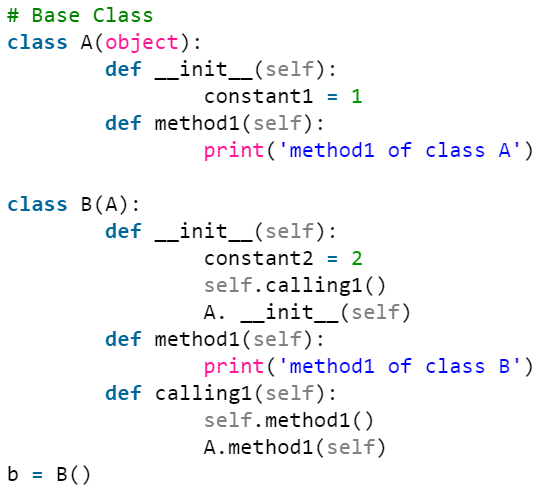 # Base Class
class A(object):
        def __init__(self):
                constant1 = 1
        def method1(self):
                print('method1 of class A')

class B(A):
        def __init__(self):
                constant2 = 2
                self.calling1()
                A. __init__(self)
        def method1(self):
                print('method1 of class B')
        def calling1(self):
                self.method1()
                A.method1(self)
b = B()